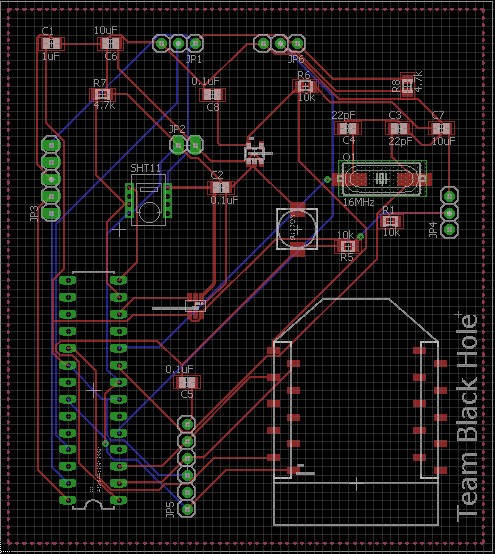 C1
1uF
10uF
C6
JP1
JP6
R7
4.7K
0.1uF
C8
R6
10k
R8
4.7K
22pF
C4
C3
22pF
C7
10uF
JP2
SHT11
C2
0.1uF
JP3
16MHz
R1
10k
JP4
10k
R5
0.1uF
C5
JP5
Team Black Hole